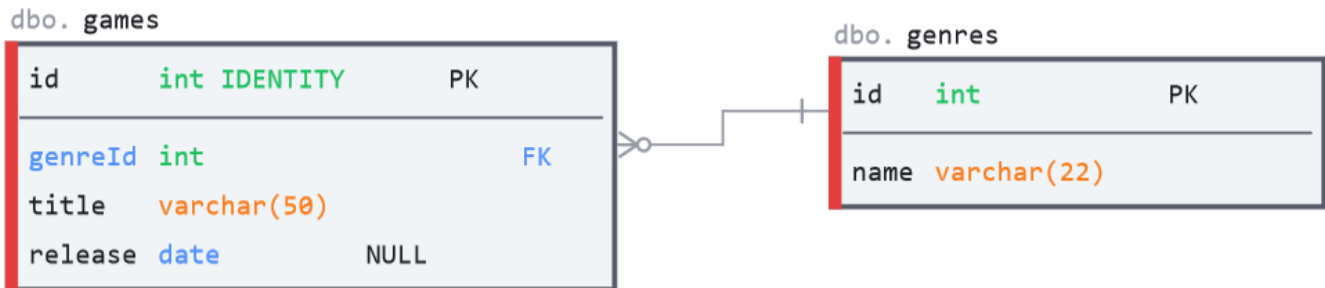 dbo. games
id int IDENTITY PK
genreId int FK
title varchar(50)
release date NULL
dbo. genres
id int PK
name varchar(22)